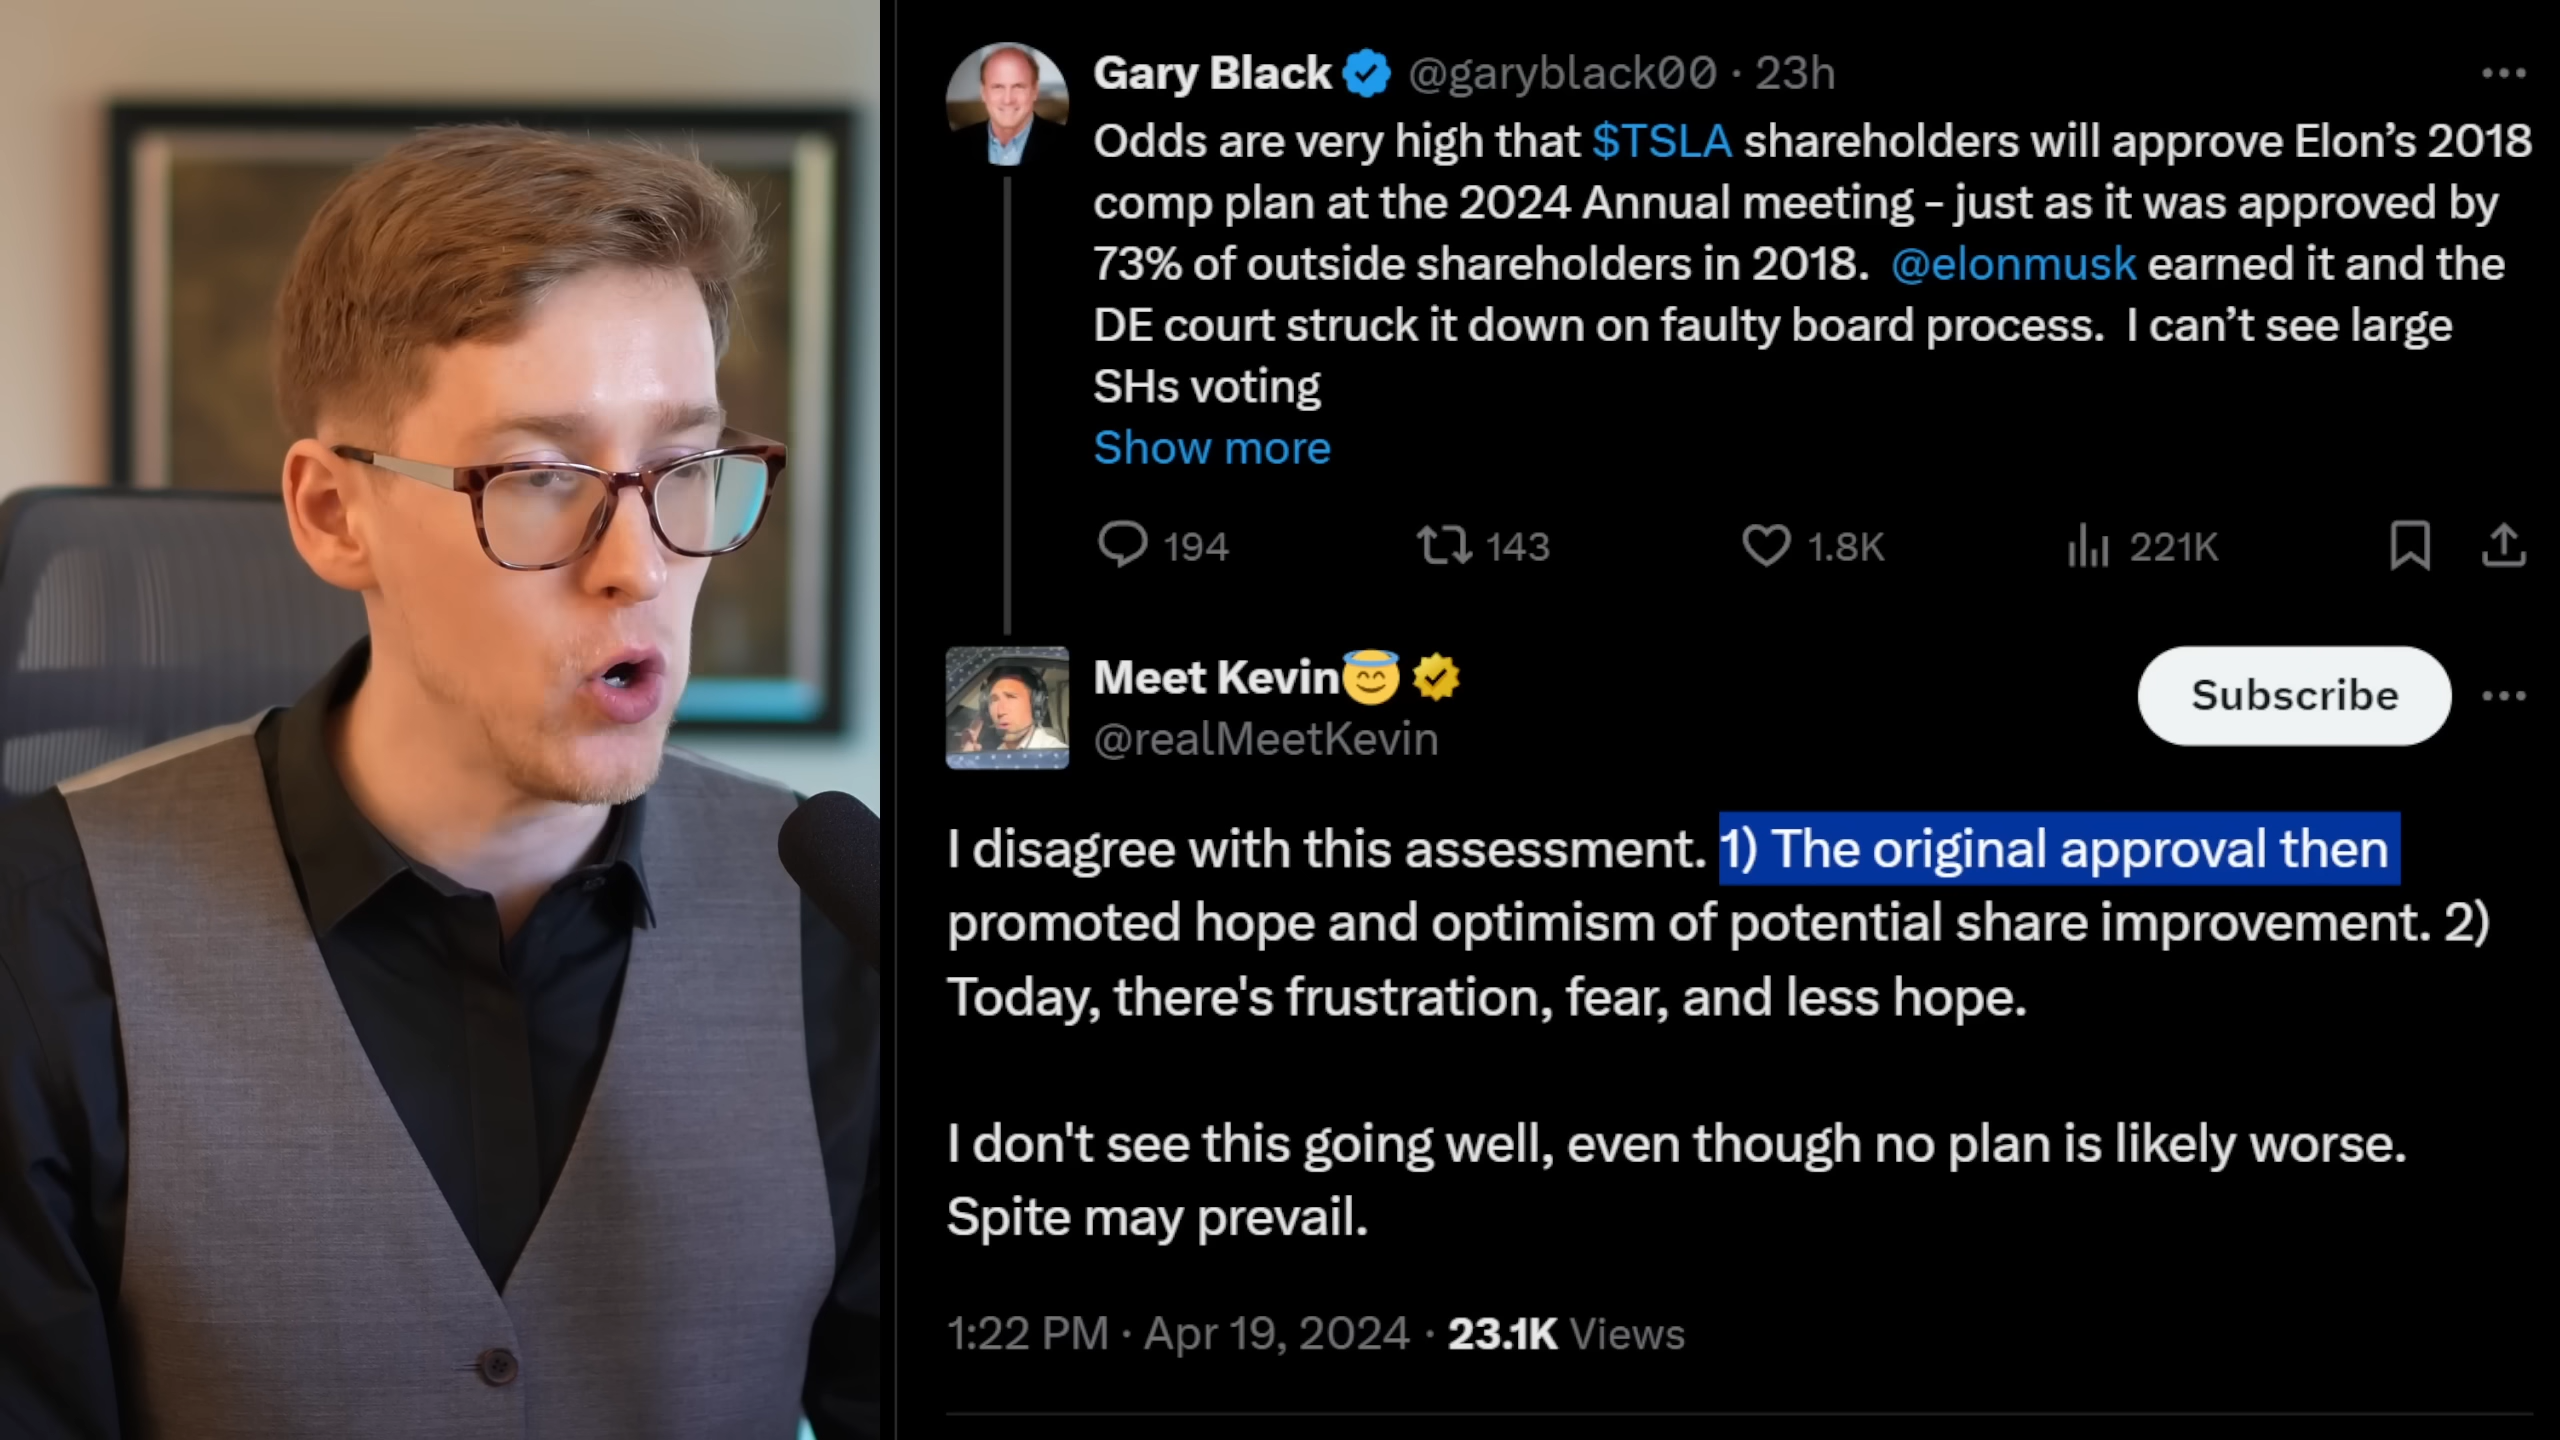 Gary Black @garyblack00 · 23h
Odds are very high that $TSLA shareholders will approve Elon’s 2018
comp plan at the 2024 Annual meeting – just as it was approved by
73% of outside shareholders in 2018.  @elonmusk earned it and the
DE court struck it down on faulty board process.  I can’t see large
SHs voting
Show more
194 143 1.8K 221K
Meet Kevin😇
Subscribe
@realMeetKevin
I disagree with this assessment. 1) The original approval then
promoted hope and optimism of potential share improvement. 2)
Today, there's frustration, fear, and less hope.
I don't see this going well, even though no plan is likely worse.
Spite may prevail.
1:22 PM · Apr 19, 2024 · 23.1K Views